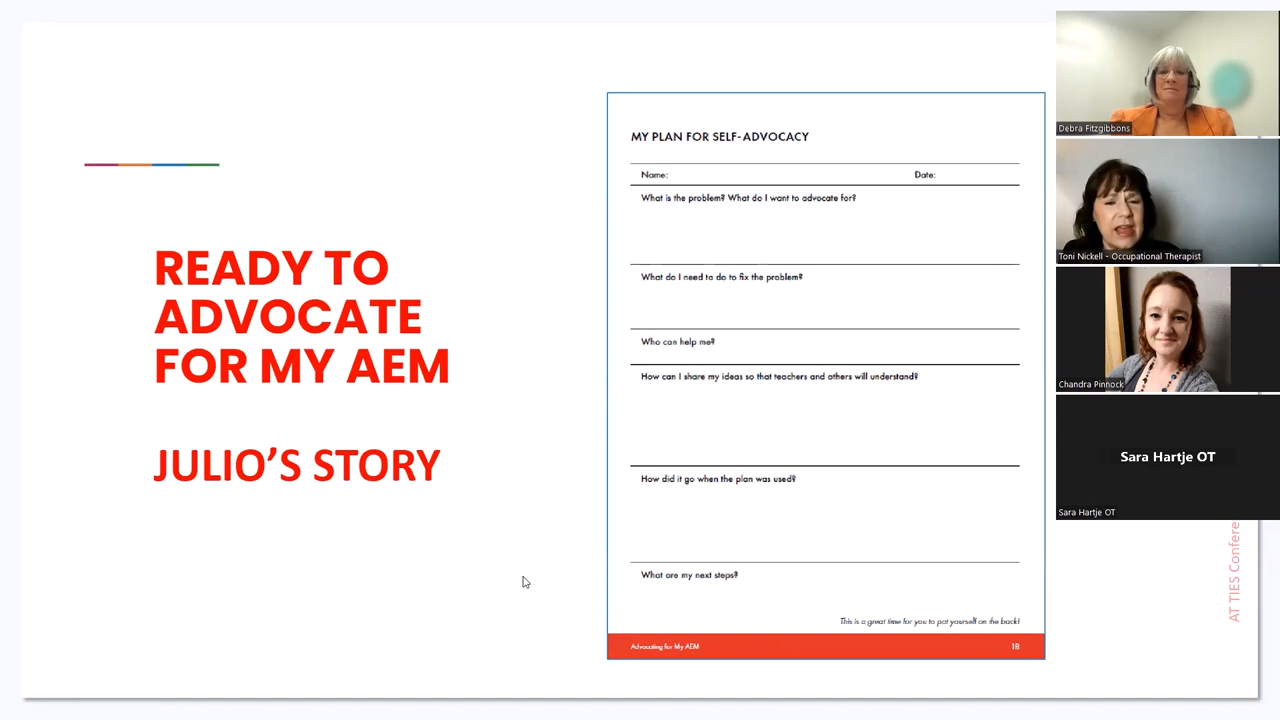 READY TO
ADVOCATE
FOR MY AEM
JULIO’S STORY
MY PLAN FOR SELF-ADVOCACY
Name: Date:
What is the problem? What do I want to advocate for?
What do I need to do to fix the problem?
Who can help me?
How can I share my ideas so that teachers and others will understand?
How did it go when the plan was used?
What are my next steps?
This is a great time for you to pat yourself on the back!
Advocating for My AEM 18
Debra Fitzgibbons
Toni Nickell - Occupational Therapist
Chandra Pinnock
Sara Hartje OT
Sara Hartje OT
AT TIES Confere